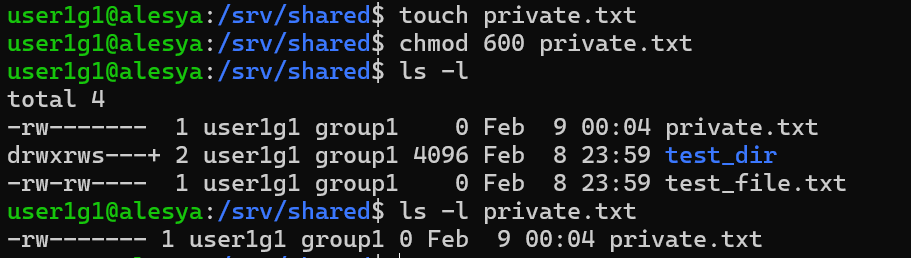 user1g1@alesya:/srv/shared$ touch private.txt
user1g1@alesya:/srv/shared$ chmod 600 private.txt
user1g1@alesya:/srv/shared$ ls -l
total 4
-rw-------  1 user1g1 group1    0 Feb  9 00:04 private.txt
drwxrws---+ 2 user1g1 group1 4096 Feb  8 23:59 test_dir
-rw-rw----  1 user1g1 group1    0 Feb  8 23:59 test_file.txt
user1g1@alesya:/srv/shared$ ls -l private.txt
-rw------- 1 user1g1 group1 0 Feb  9 00:04 private.txt